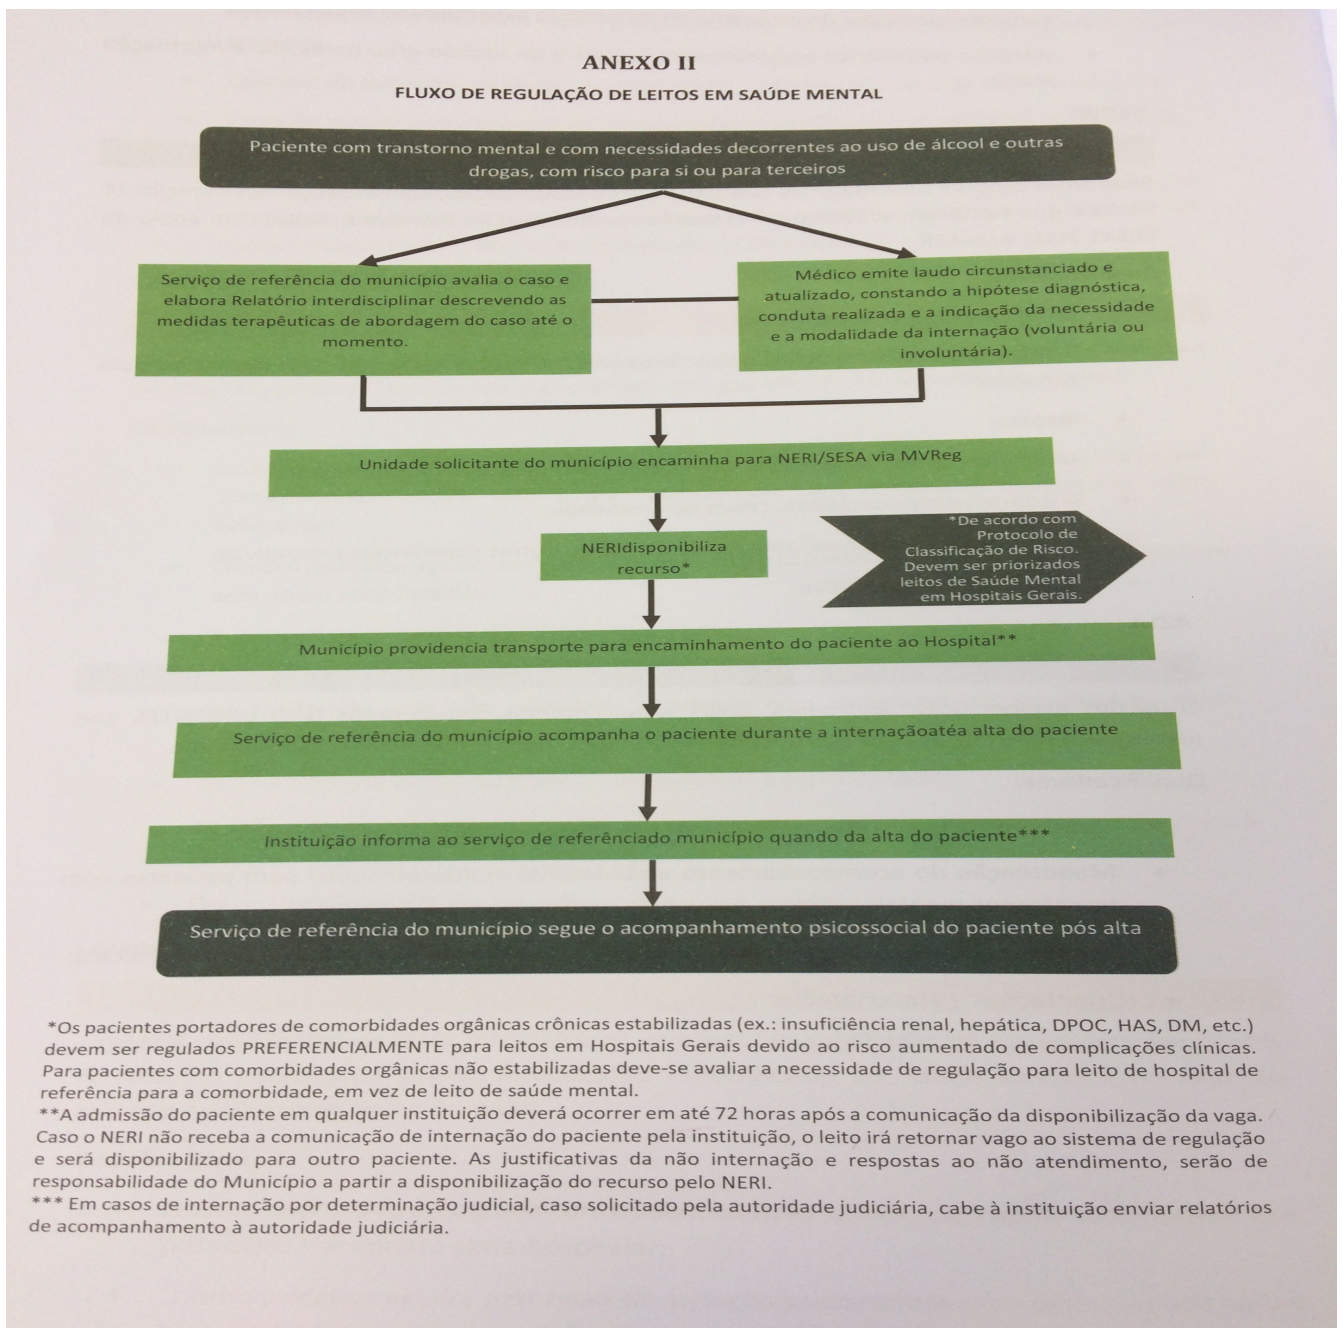 ANEXO II
FLUXO DE REGULAÇÃO DE LEITOS EM SAÚDE MENTAL
Paciente com transtorno mental e com necessidades decorrentes ao uso de álcool e outras
drogas, com risco para si ou para terceiros
Serviço de referência do município avalia o caso e
elabora Relatório interdisciplinar descrevendo as
medidas terapêuticas de abordagem do caso até o
momento.
Médico emite laudo circunstanciado e
atualizado, constando a hipótese diagnóstica,
conduta realizada e a indicação da necessidade
e a modalidade da internação (voluntária ou
involuntária).
Unidade solicitante do município encaminha para NERI/SESA via MVReg
NERIdisponibiliza
recurso*
*De acordo com
Protocolo de
Classificação de Risco.
Devem ser priorizados
leitos de Saúde Mental
em Hospitais Gerais.
Município providencia transporte para encaminhamento do paciente ao Hospital**
Serviço de referência do município acompanha o paciente durante a internaçãoatéa alta do paciente
Instituição informa ao serviço de referênciado município quando da alta do paciente***
Serviço de referência do município segue o acompanhamento psicossocial do paciente pós alta
*Os pacientes portadores de comorbidades orgânicas crônicas estabilizadas (ex.: insuficiência renal, hepática, DPOC, HAS, DM, etc.)
devem ser regulados PREFERENCIALMENTE para leitos em Hospitais Gerais devido ao risco aumentado de complicações clínicas.
Para pacientes com comorbidades orgânicas não estabilizadas deve-se avaliar a necessidade de regulação para leito de hospital de
referência para a comorbidade, em vez de leito de saúde mental.
**A admissão do paciente em qualquer instituição deverá ocorrer em até 72 horas após a comunicação da disponibilização da vaga.
Caso o NERI não receba a comunicação de internação do paciente pela instituição, o leito irá retornar vago ao sistema de regulação
e será disponibilizado para outro paciente. As justificativas da não internação e respostas ao não atendimento, serão de
responsabilidade do Município a partir a disponibilização do recurso pelo NERI.
*** Em casos de internação por determinação judicial, caso solicitado pela autoridade judiciária, cabe à instituição enviar relatórios
de acompanhamento à autoridade judiciária.